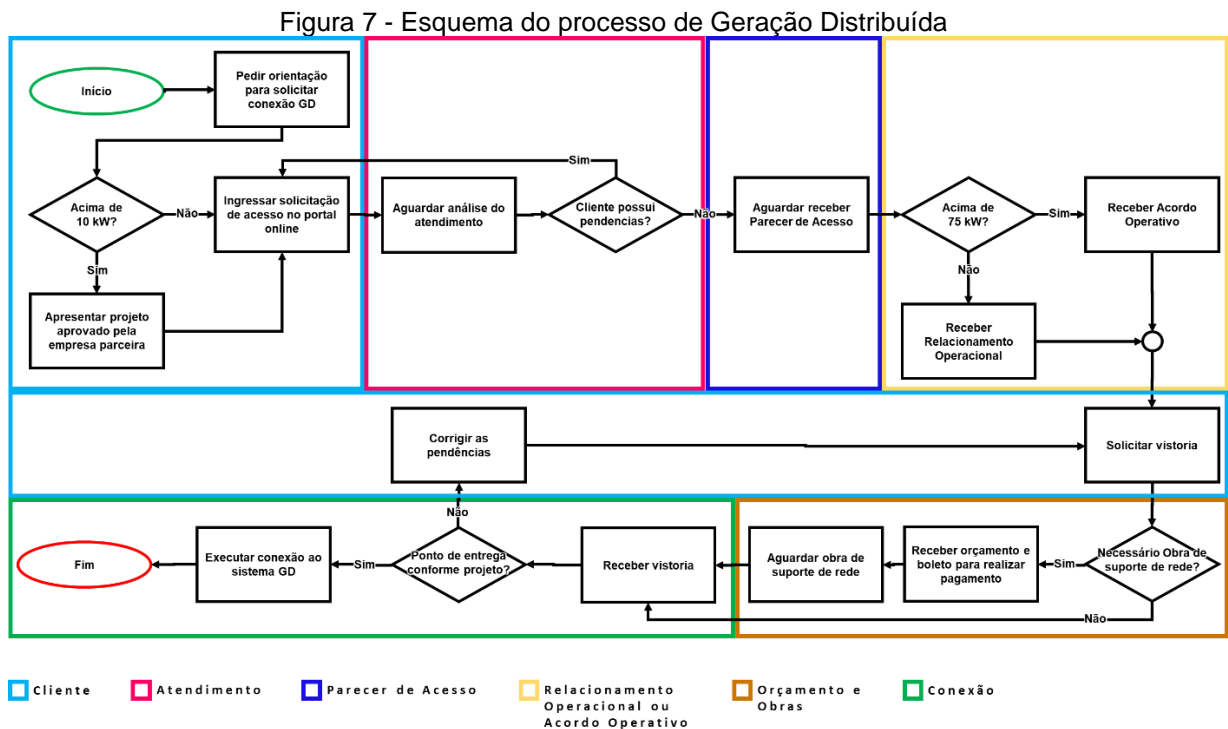 Figura 7 - Esquema do processo de Geração Distribuída
Início
Pedir orientação
para solicitar
conexão GD
Acima de
10 kW?
Não
Sim
Apresentar projeto
aprovado pela
empresa parceira
Ingressar solicitação
de acesso no portal
online
Sim
Aguardar análise do
atendimento
Cliente possui
pendencias?
Não
Aguardar receber
Parecer de Acesso
Acima de
75 kW?
Sim
Receber Acordo
Operativo
Não
Receber
Relacionamento
Operacional
Corrigir as
pendências
Solicitar vistoria
Necessário Obra de
suporte de rede?
Sim
Não
Receber orçamento e
boleto para realizar
pagamento
Aguardar obra de
suporte de rede
Receber vistoria
Ponto de entrega
conforme projeto?
Não
Sim
Executar conexão ao
sistema GD
Fim
Cliente
Atendimento
Parecer de Acesso
Relacionamento
Operacional ou
Acordo Operativo
Orçamento e
Obras
Conexão